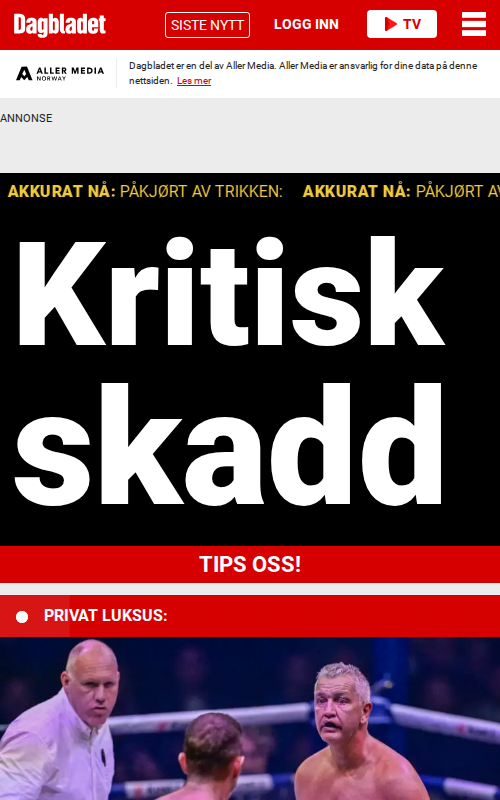 Dagbladet SISTE NYTT LOGG INN TV
ALLER MEDIA
NORWAY
Dagbladet er en del av Aller Media. Aller Media er ansvarlig for dine data på denne
nettsiden. Les mer
ANNONSE
AKKURAT NÅ: PÅKJØRT AV TRIKKEN: AKKURAT NÅ: PÅKJØRT AV
Kritisk
skadd
TIPS OSS!
PRIVAT LUKSUS: